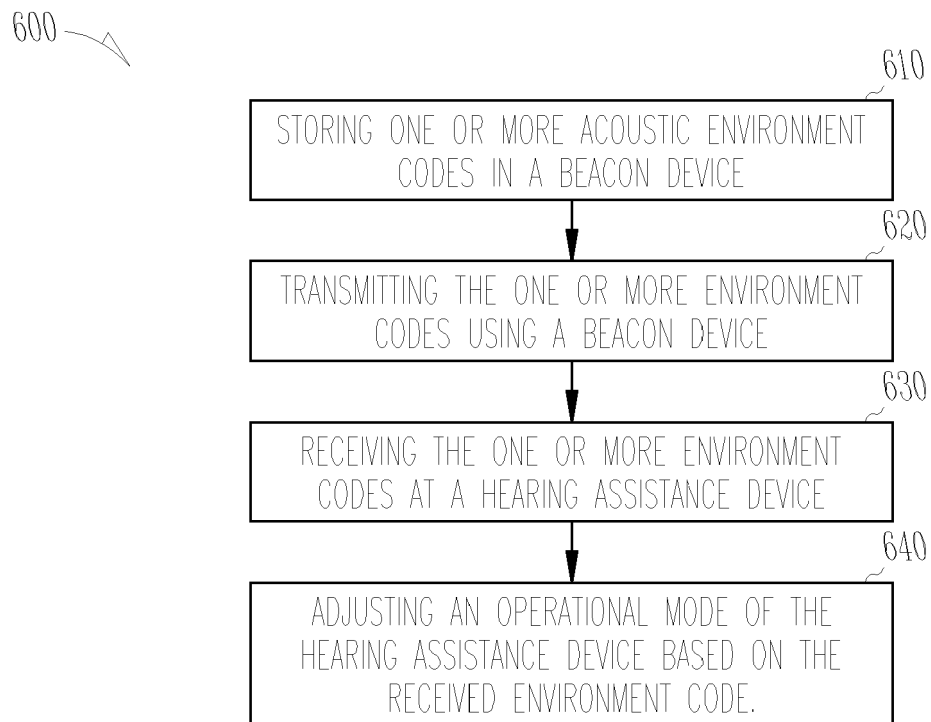 600
610
STORING ONE OR MORE ACOUSTIC ENVIRONMENT
CODES IN A BEACON DEVICE
620
TRANSMITTING THE ONE OR MORE ENVIRONMENT
CODES USING A BEACON DEVICE
630
RECEIVING THE ONE OR MORE ENVIRONMENT
CODES AT A HEARING ASSISTANCE DEVICE
640
ADJUSTING AN OPERATIONAL MODE OF THE
HEARING ASSISTANCE DEVICE BASED ON THE
RECEIVED ENVIRONMENT CODE.